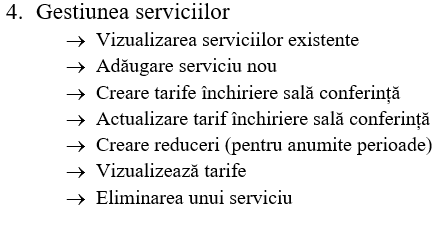 4. Gestiunea serviciilor
→ Vizualizarea serviciilor existente
→ Adăugare serviciu nou
→ Creare tarife închiriere sală conferință
→ Actualizare tarif închiriere sală conferință
→ Creare reduceri (pentru anumite perioade)
→ Vizualizează tarife
→ Eliminarea unui serviciu